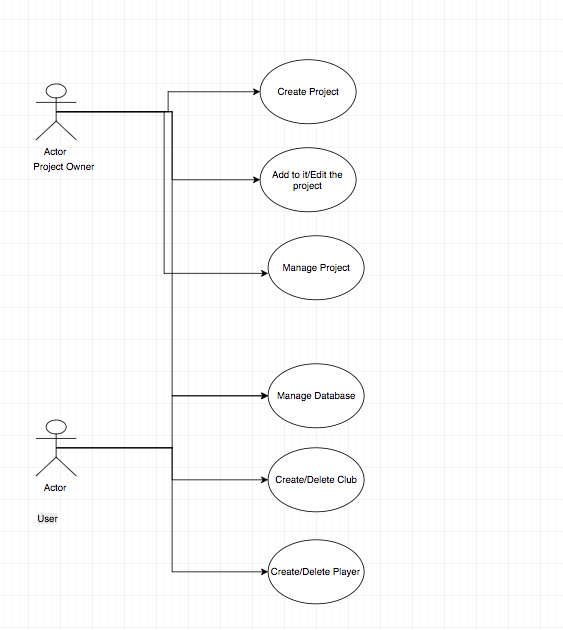 Create Project
Actor
Project Owner
Add to it/Edit the
project
Manage Project
Manage Database
Create/Delete Club
Actor
User
Create/Delete Player